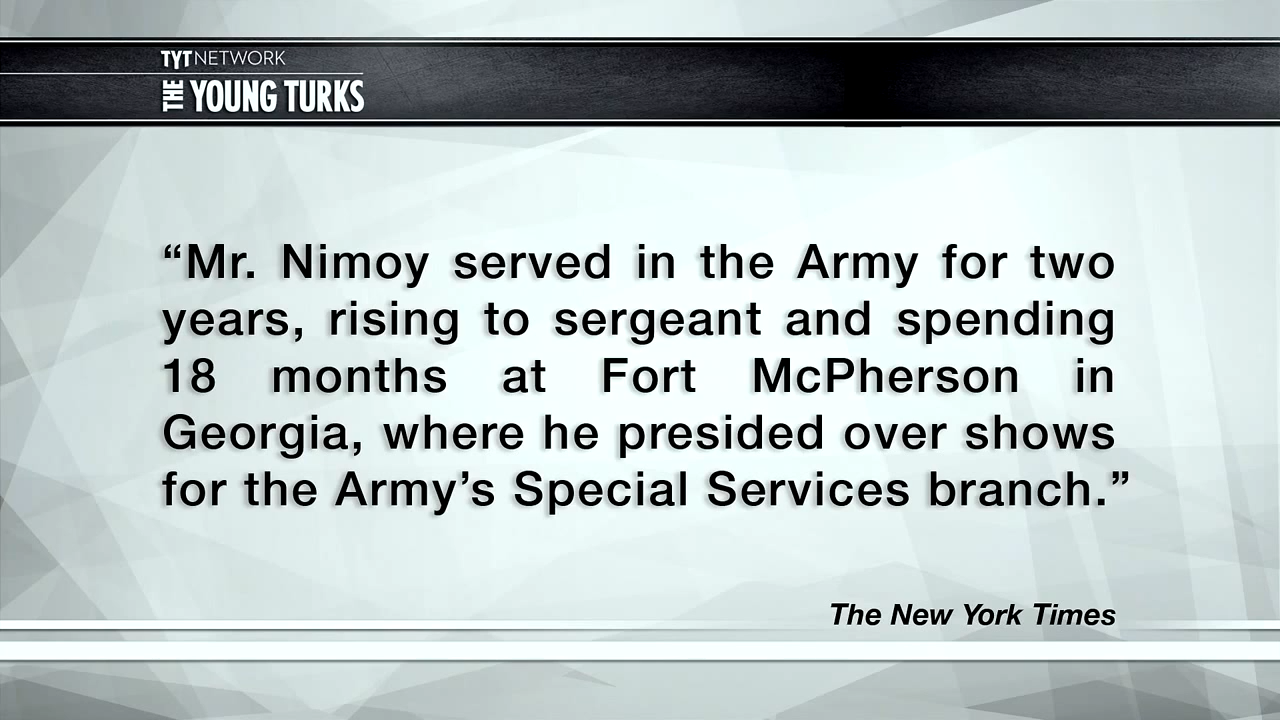 TYT NETWORK
THE YOUNG TURKS
“Mr. Nimoy served in the Army for two
years, rising to sergeant and spending
18 months at Fort McPherson in
Georgia, where he presided over shows
for the Army’s Special Services branch.”
The New York Times